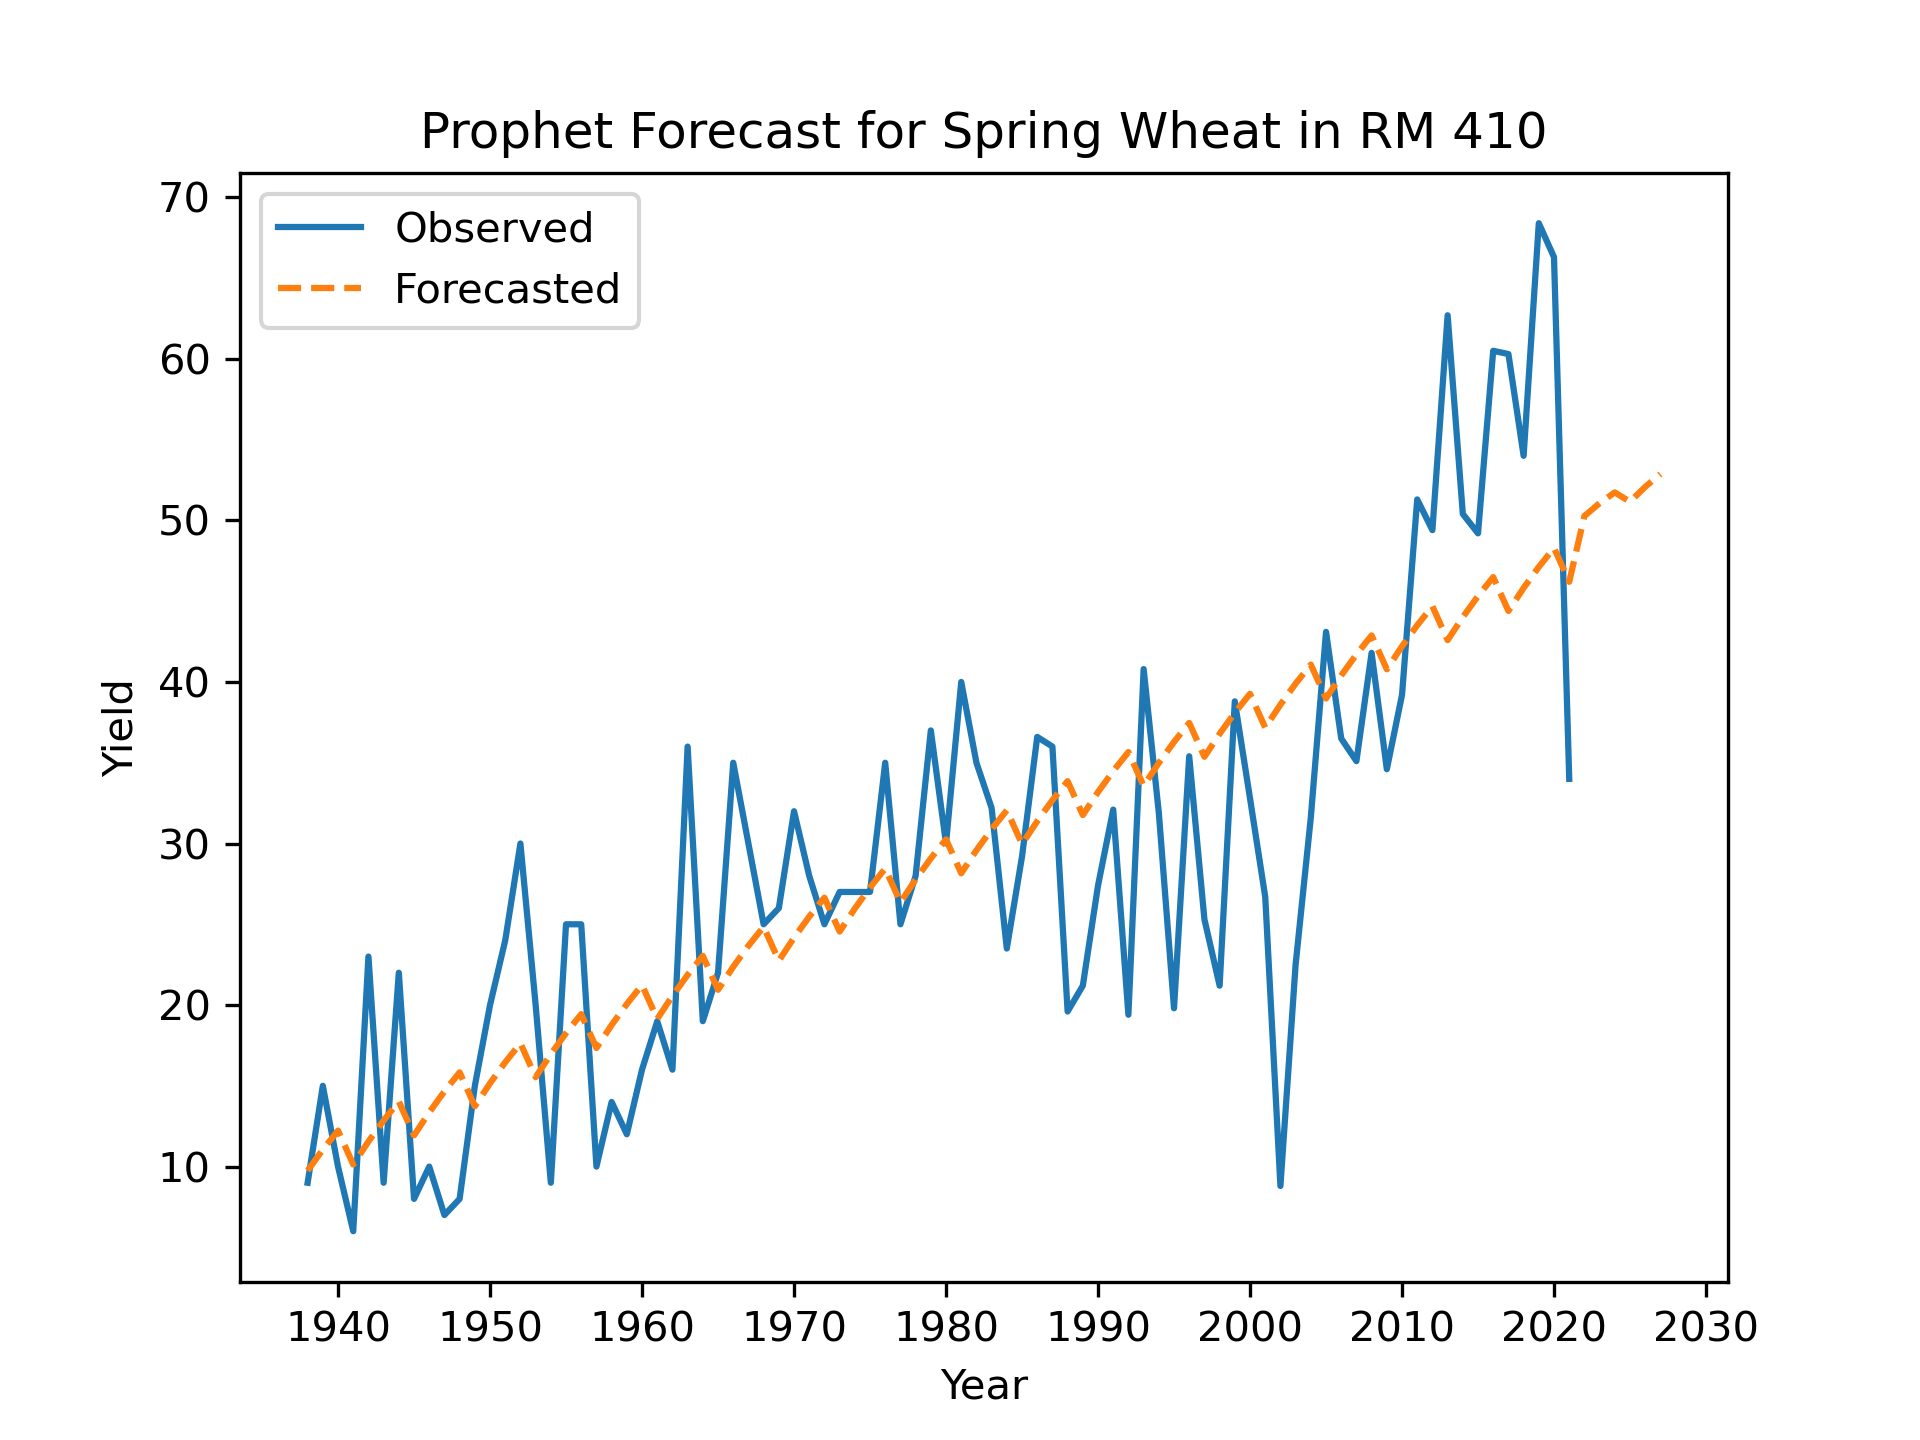 Prophet Forecast for Spring Wheat in RM 410
70
60
50
40
30
20
10
Yield
Observed
Forecasted
1940 1950 1960 1970 1980 1990 2000 2010 2020 2030
Year